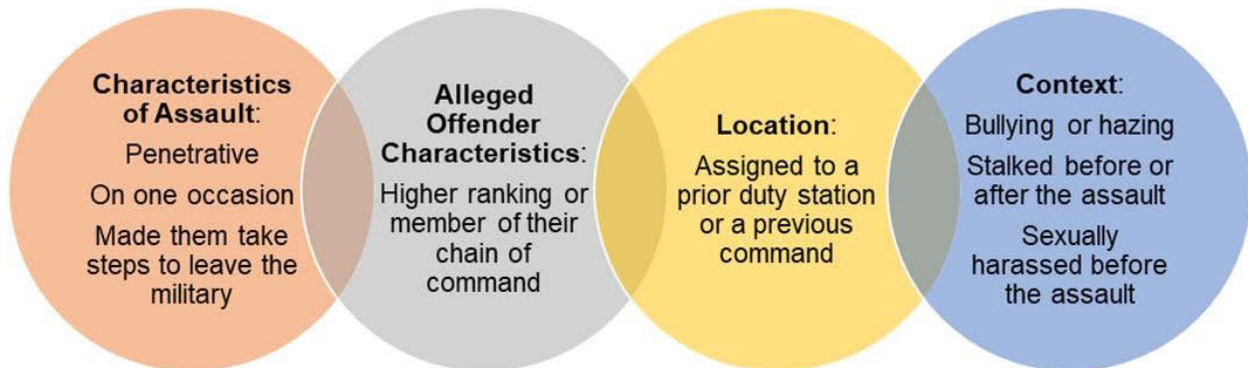 Characteristics
of Assault:
Penetrative
On one occasion
Made them take
steps to leave the
military
Alleged
Offender
Characteristics:
Higher ranking or
member of their
chain of
command
Location:
Assigned to a
prior duty station
or a previous
command
Context:
Bullying or hazing
Stalked before or
after the assault
Sexually
harassed before
the assault